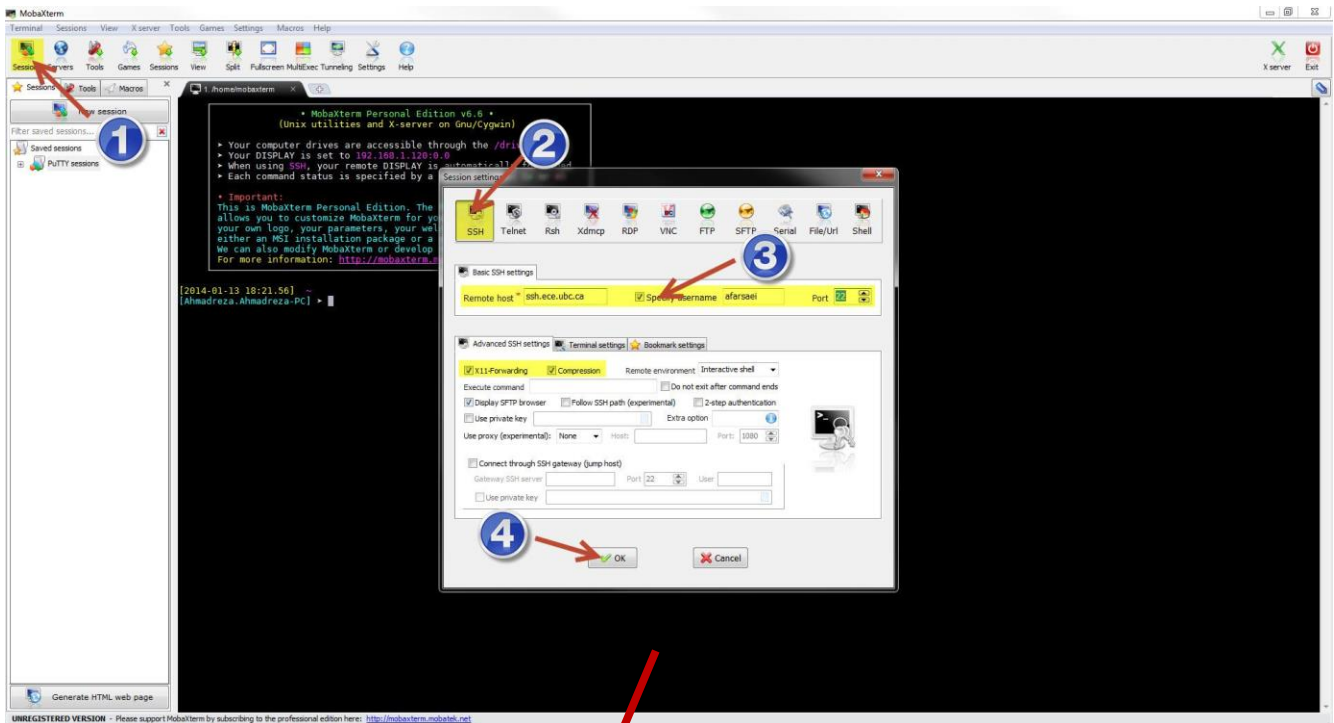 MobaXterm
Terminal Sessions View X server Tools Games Settings Macros Help
Session Servers Tools Games Sessions View Split Fullscreen MultiExec Tunneling Settings Help X server Exit
Sessions Tools Macros 1. /home/mobaxterm
New session
Filter saved sessions...
Saved sessions
PuTTY sessions
1
• MobaXterm Personal Edition v6.6 •
(Unix utilities and X-server on Gnu/Cygwin)
➤ Your computer drives are accessible through the
➤ Your DISPLAY is set to 192.168.1.120:0.0
➤ When using SSH, your remote DISPLAY is automatically
➤ Each command status is specified by a
• Important:
This is MobaXterm Personal Edition. The
allows you to customize MobaXterm for
your own logo, your parameters, your
either an MSI installation package or a
We can also modify MobaXterm or develop
For more information:
[2014-01-13 18:21.56] ~
[Ahmadreza.Ahmadreza-PC] ➤
2
Session settings
SSH Telnet Rsh Xdmcp RDP VNC FTP SFTP Serial File/Url Shell
3
Basic SSH settings
Remote host * ssh.ece.ubc.ca Specify username afarsaei Port 22
Advanced SSH settings Terminal settings Bookmark settings
X11-Forwarding Compression Remote environment Interactive shell
Execute command Do not exit after command ends
Display SFTP browser Follow SSH path (experimental) 2-step authentication
Use private key Extra option
Use proxy (experimental): None Host: Port: 1080
Connect through SSH gateway (jump host)
Gateway SSH server Port 22 User
Use private key
4
OK Cancel
Generate HTML web page
UNREGISTERED VERSION - Please support MobaXterm by subscribing to the professional edition here: http://mobaxterm.mobatek.net